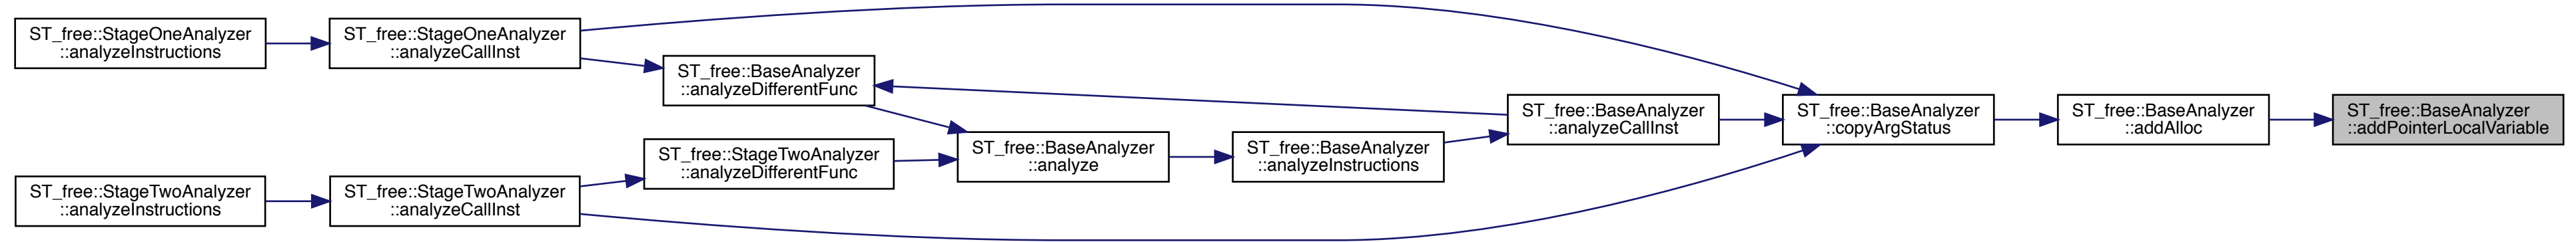 ST_free::StageOneAnalyzer
::analyzeInstructions
ST_free::StageOneAnalyzer
::analyzeCallInst
ST_free::BaseAnalyzer
::analyzeDifferentFunc
ST_free::StageTwoAnalyzer
::analyzeInstructions
ST_free::StageTwoAnalyzer
::analyzeCallInst
ST_free::StageTwoAnalyzer
::analyzeDifferentFunc
ST_free::BaseAnalyzer
::analyze
ST_free::BaseAnalyzer
::analyzeInstructions
ST_free::BaseAnalyzer
::analyzeCallInst
ST_free::BaseAnalyzer
::copyArgStatus
ST_free::BaseAnalyzer
::addAlloc
ST_free::BaseAnalyzer
::addPointerLocalVariable